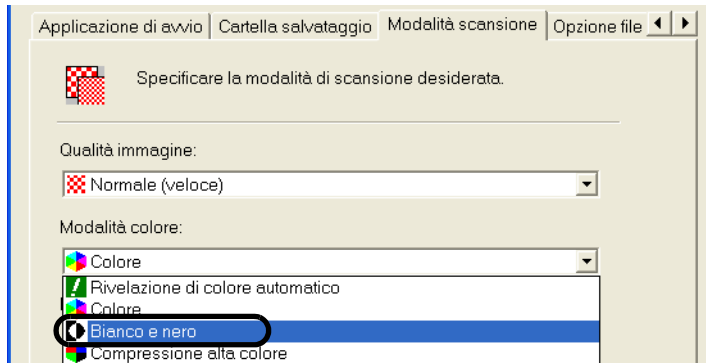 Applicazione di avvio Cartella salvataggio Modalità scansione Opzione file
Specificare la modalità di scansione desiderata.
Qualità immagine:
Normale (veloce)
Modalità colore:
Colore
Rivelazione di colore automatico
Colore
Bianco e nero
Compressione alta colore